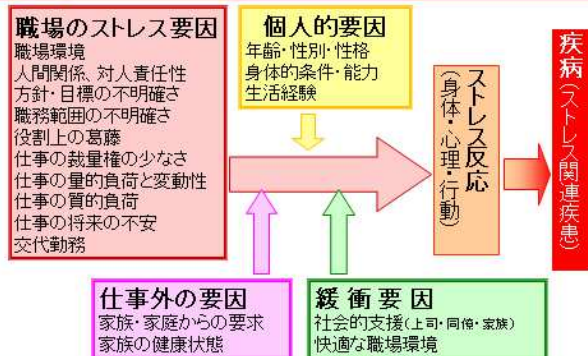 職場のストレス要因
職場環境
人間関係、対人責任性
方針・目標の不明確さ
職務範囲の不明確さ
役割上の葛藤
仕事の裁量権の少なさ
仕事の量的負荷と変動性
仕事の質的負荷
仕事の将来の不安
交代勤務
個人的要因
年齢・性別・性格
身体的条件・能力
生活経験
ストレス反応
(身体・心理・行動)
疾病(ストレス関連疾患)
仕事外の要因
家族・家庭からの要求
家族の健康状態
緩衝要因
社会的支援(上司・同僚・家族)
快適な職場環境